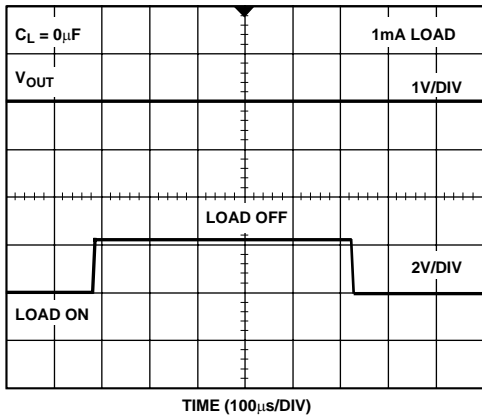 C_L = 0µF 1mA LOAD
V_OUT 1V/DIV
LOAD OFF
2V/DIV
LOAD ON
TIME (100µs/DIV)